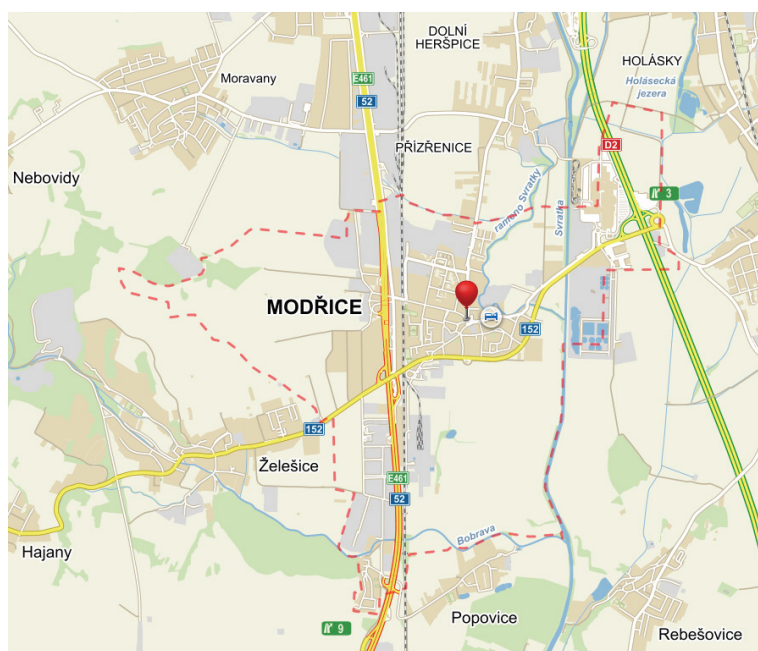 DOLNÍ
HERŠPICE
HOLÁSKY
Holásecká
jezera
Moravany
E461
52
D2
PŘÍZŘENICE
Nebovidy
rameno Svratky
Svratka
3
MODŘICE
152
152
Želešice
E461
52
Bobrava
Hajany
9
Popovice
Rebešovice